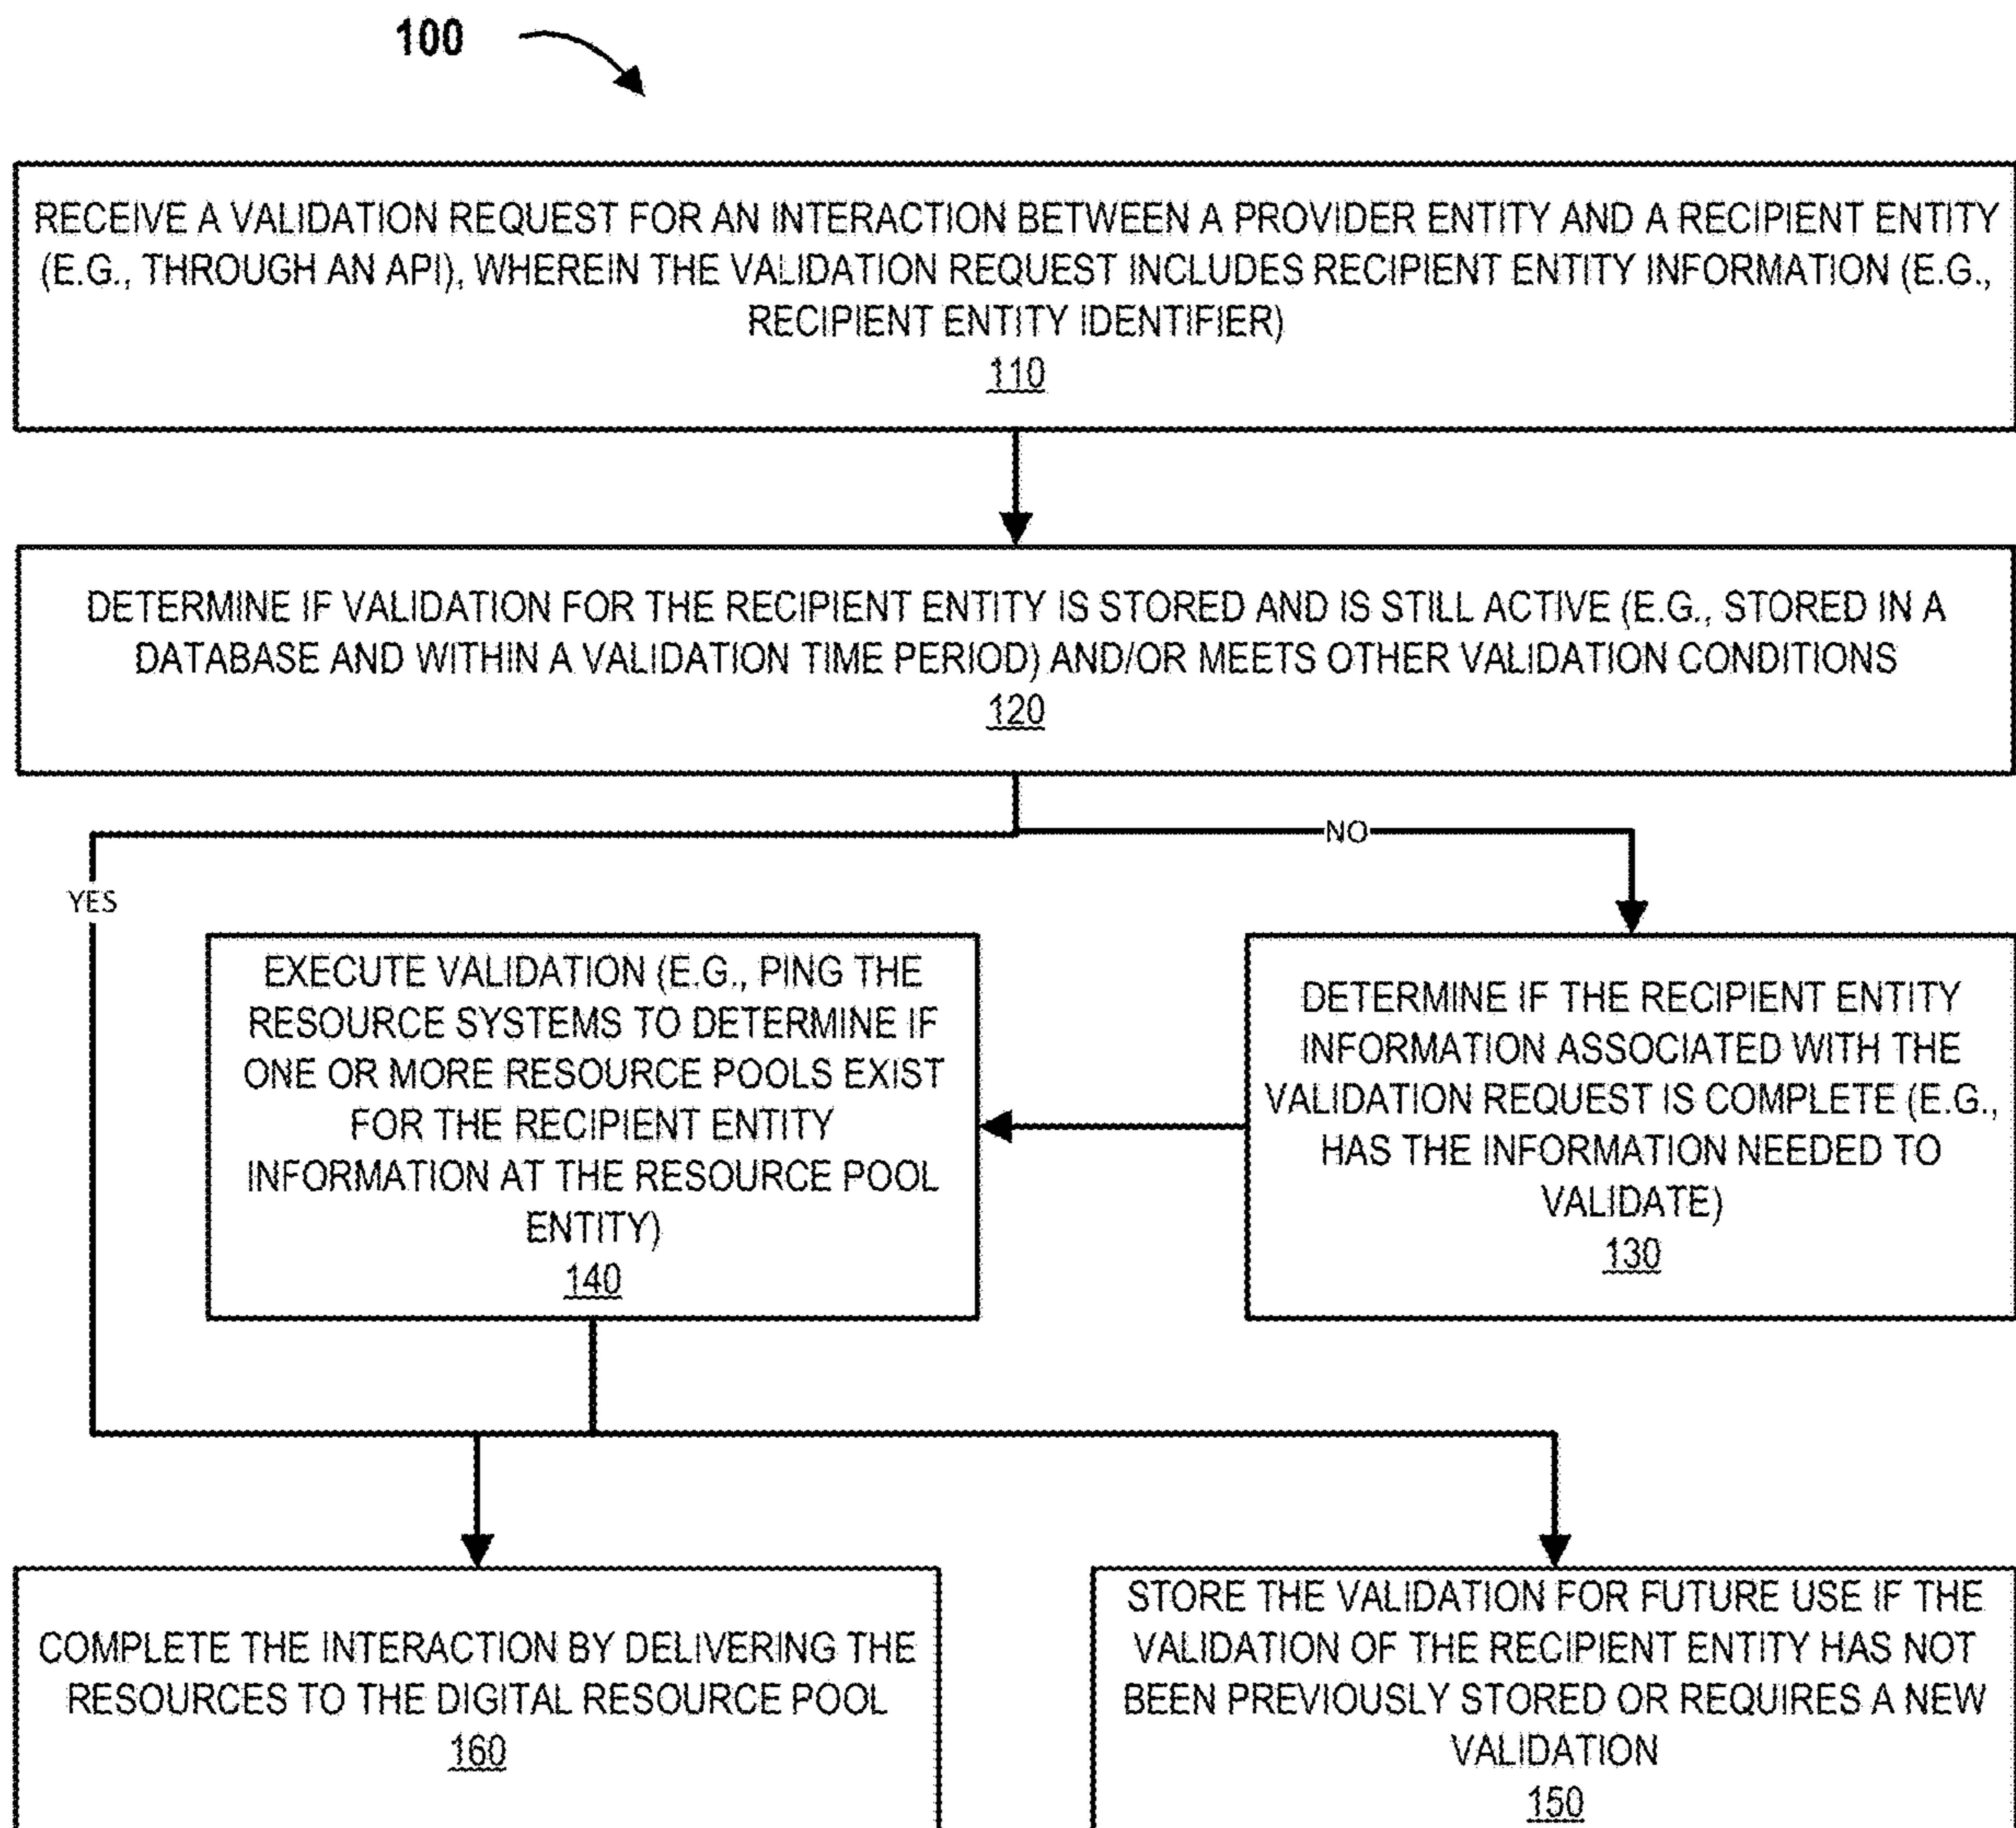 100
RECEIVE A VALIDATION REQUEST FOR AN INTERACTION BETWEEN A PROVIDER ENTITY AND A RECIPIENT ENTITY
(E.G., THROUGH AN API), WHEREIN THE VALIDATION REQUEST INCLUDES RECIPIENT ENTITY INFORMATION (E.G.,
RECIPIENT ENTITY IDENTIFIER)
110
DETERMINE IF VALIDATION FOR THE RECIPIENT ENTITY IS STORED AND IS STILL ACTIVE (E.G., STORED IN A
DATABASE AND WITHIN A VALIDATION TIME PERIOD) AND/OR MEETS OTHER VALIDATION CONDITIONS
120
NO
YES
EXECUTE VALIDATION (E.G., PING THE
RESOURCE SYSTEMS TO DETERMINE IF
ONE OR MORE RESOURCE POOLS EXIST
FOR THE RECIPIENT ENTITY
INFORMATION AT THE RESOURCE POOL
ENTITY)
140
DETERMINE IF THE RECIPIENT ENTITY
INFORMATION ASSOCIATED WITH THE
VALIDATION REQUEST IS COMPLETE (E.G.,
HAS THE INFORMATION NEEDED TO
VALIDATE)
130
COMPLETE THE INTERACTION BY DELIVERING THE
RESOURCES TO THE DIGITAL RESOURCE POOL
160
STORE THE VALIDATION FOR FUTURE USE IF THE
VALIDATION OF THE RECIPIENT ENTITY HAS NOT
BEEN PREVIOUSLY STORED OR REQUIRES A NEW
VALIDATION
150